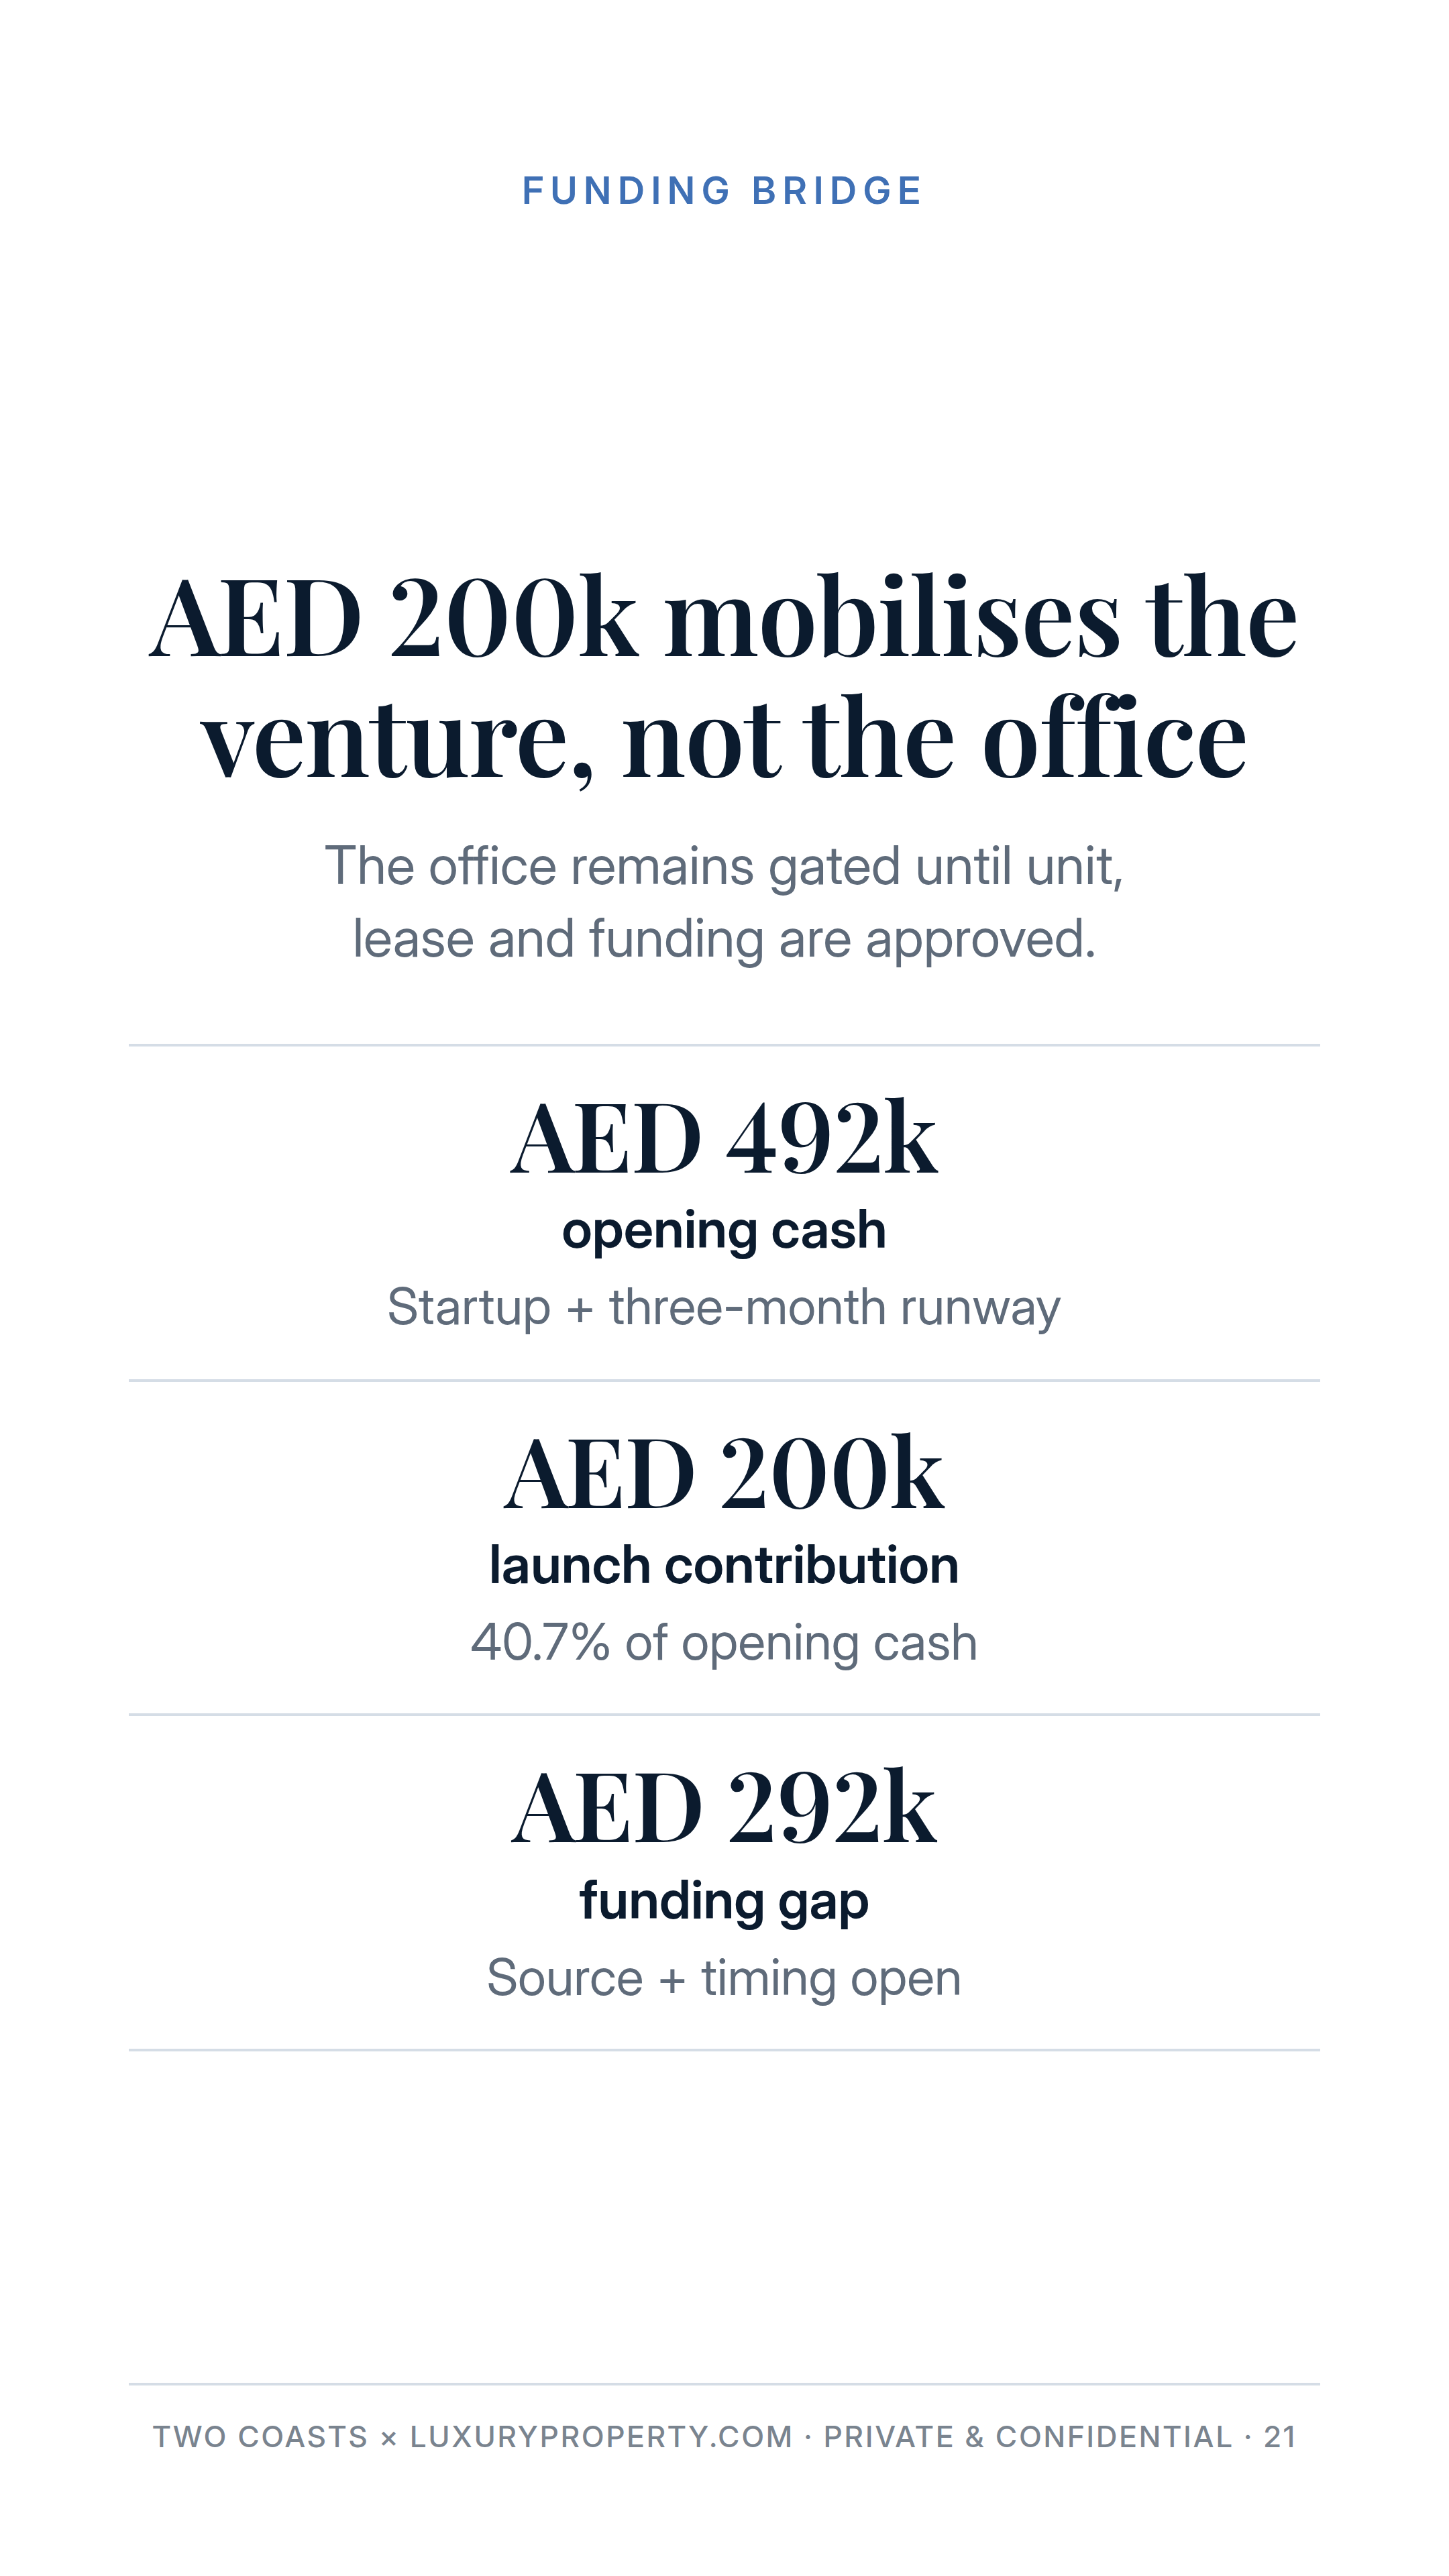 FUNDING BRIDGE
AED 200k mobilises the
venture, not the office
The office remains gated until unit,
lease and funding are approved.
AED 492k
opening cash
Startup + three-month runway
AED 200k
launch contribution
40.7% of opening cash
AED 292k
funding gap
Source + timing open
TWO COASTS × LUXURYPROPERTY.COM · PRIVATE & CONFIDENTIAL · 21